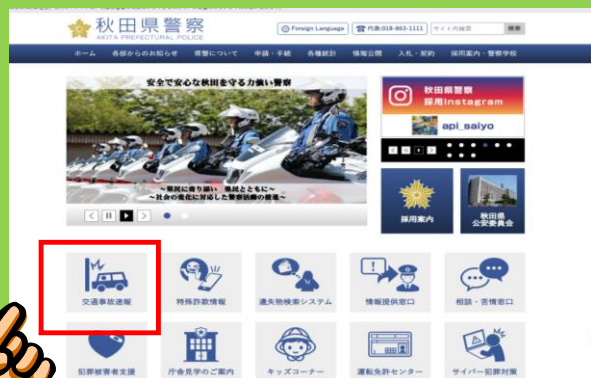 秋田県警察
AKITA PREFECTURAL POLICE
Foreign Language
代表:018-863-1111
サイト内検索
検索
ホーム 各部からのお知らせ 県警について 申請・手続 各種統計 情報公開 入札・契約 採用案内・警察学校
安全で安心な秋田を守る力強い警察
~県民に寄り添い 県民とともに~
~社会の変化に対応した警察活動の推進~
秋田県警察
採用Instagram
api_saiyo
採用案内
秋田県
公安委員会
交通事故速報
特殊詐欺情報
遺失物検索システム
情報提供窓口
相談・苦情窓口
犯罪被害者支援
庁舎見学のご案内
キッズコーナー
運転免許センター
サイバー犯罪対策